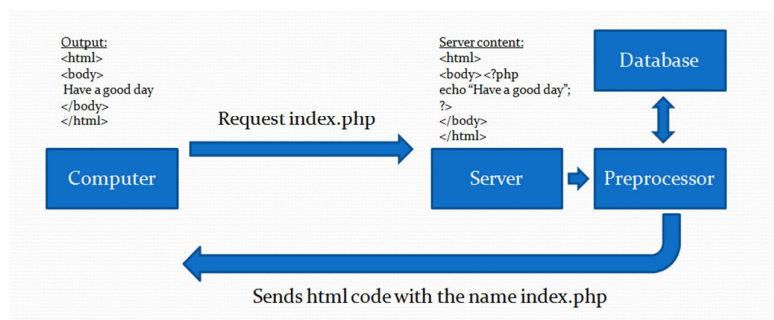 Output:
<html>
<body>
Have a good day
</body>
</html>
Request index.php
Computer
Server content:
<html>
<body><?php
echo “Have a good day”;
?>
</body>
</html>
Server
Database
Preprocessor
Sends html code with the name index.php